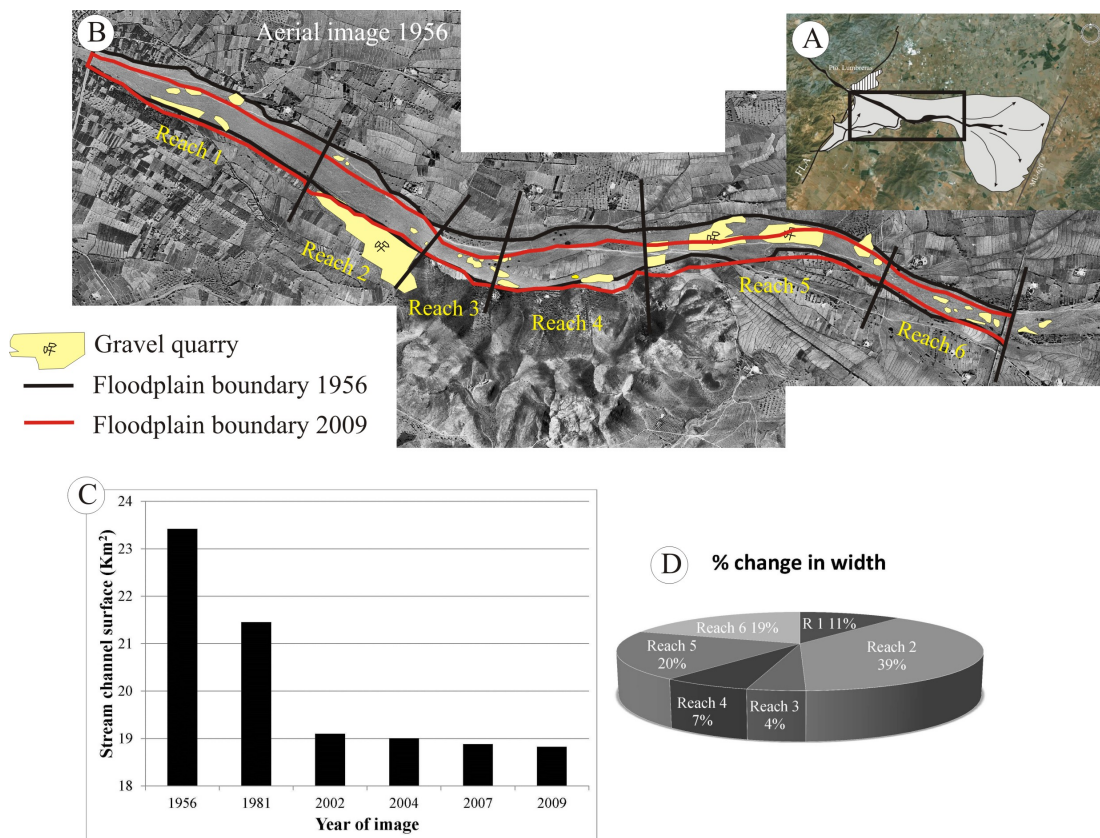 B
Aerial image 1956
A
Pto. Lumbreras
FLA
Reach 1
Reach 2
Reach 3
Reach 4
Reach 5
Reach 6
Gravel quarry
Floodplain boundary 1956
Floodplain boundary 2009
C
Stream channel surface (Km²)
24
23
22
21
20
19
18
1956
1981
2002
2004
2007
2009
Year of image
D
% change in width
R 1 11%
Reach 2
39%
Reach 3
4%
Reach 4
7%
Reach 5
20%
Reach 6 19%